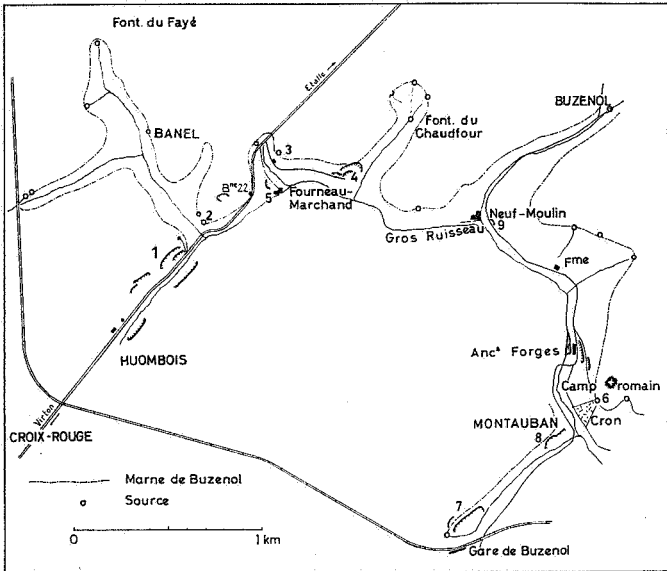 Font. du Fayé
Etalle
BUZENOL
BANEL
3
Font. du
Chaudfour
4
Bne 22
5
Fourneau-
Marchand
2
Neuf-Moulin
9
Gros Ruisseau
1
Fme
HUOMBOIS
Ancs Forges
Camp romain
6
Virton
MONTAUBAN
Cron
CROIX-ROUGE
8
Marne de Buzenol
Source
7
0 1km
Gare de Buzenol